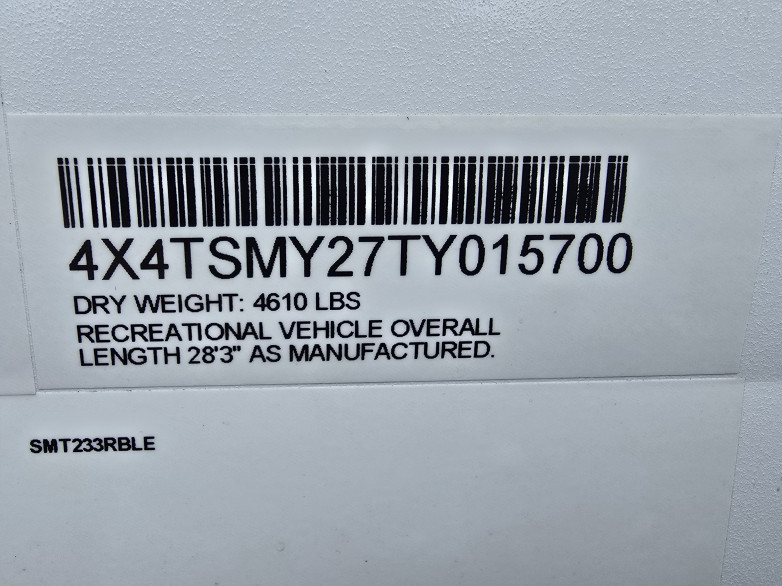 4X4TSMY27TY015700
DRY WEIGHT: 4610 LBS
RECREATIONAL VEHICLE OVERALL
LENGTH 28'3" AS MANUFACTURED.
SMT233RBLE